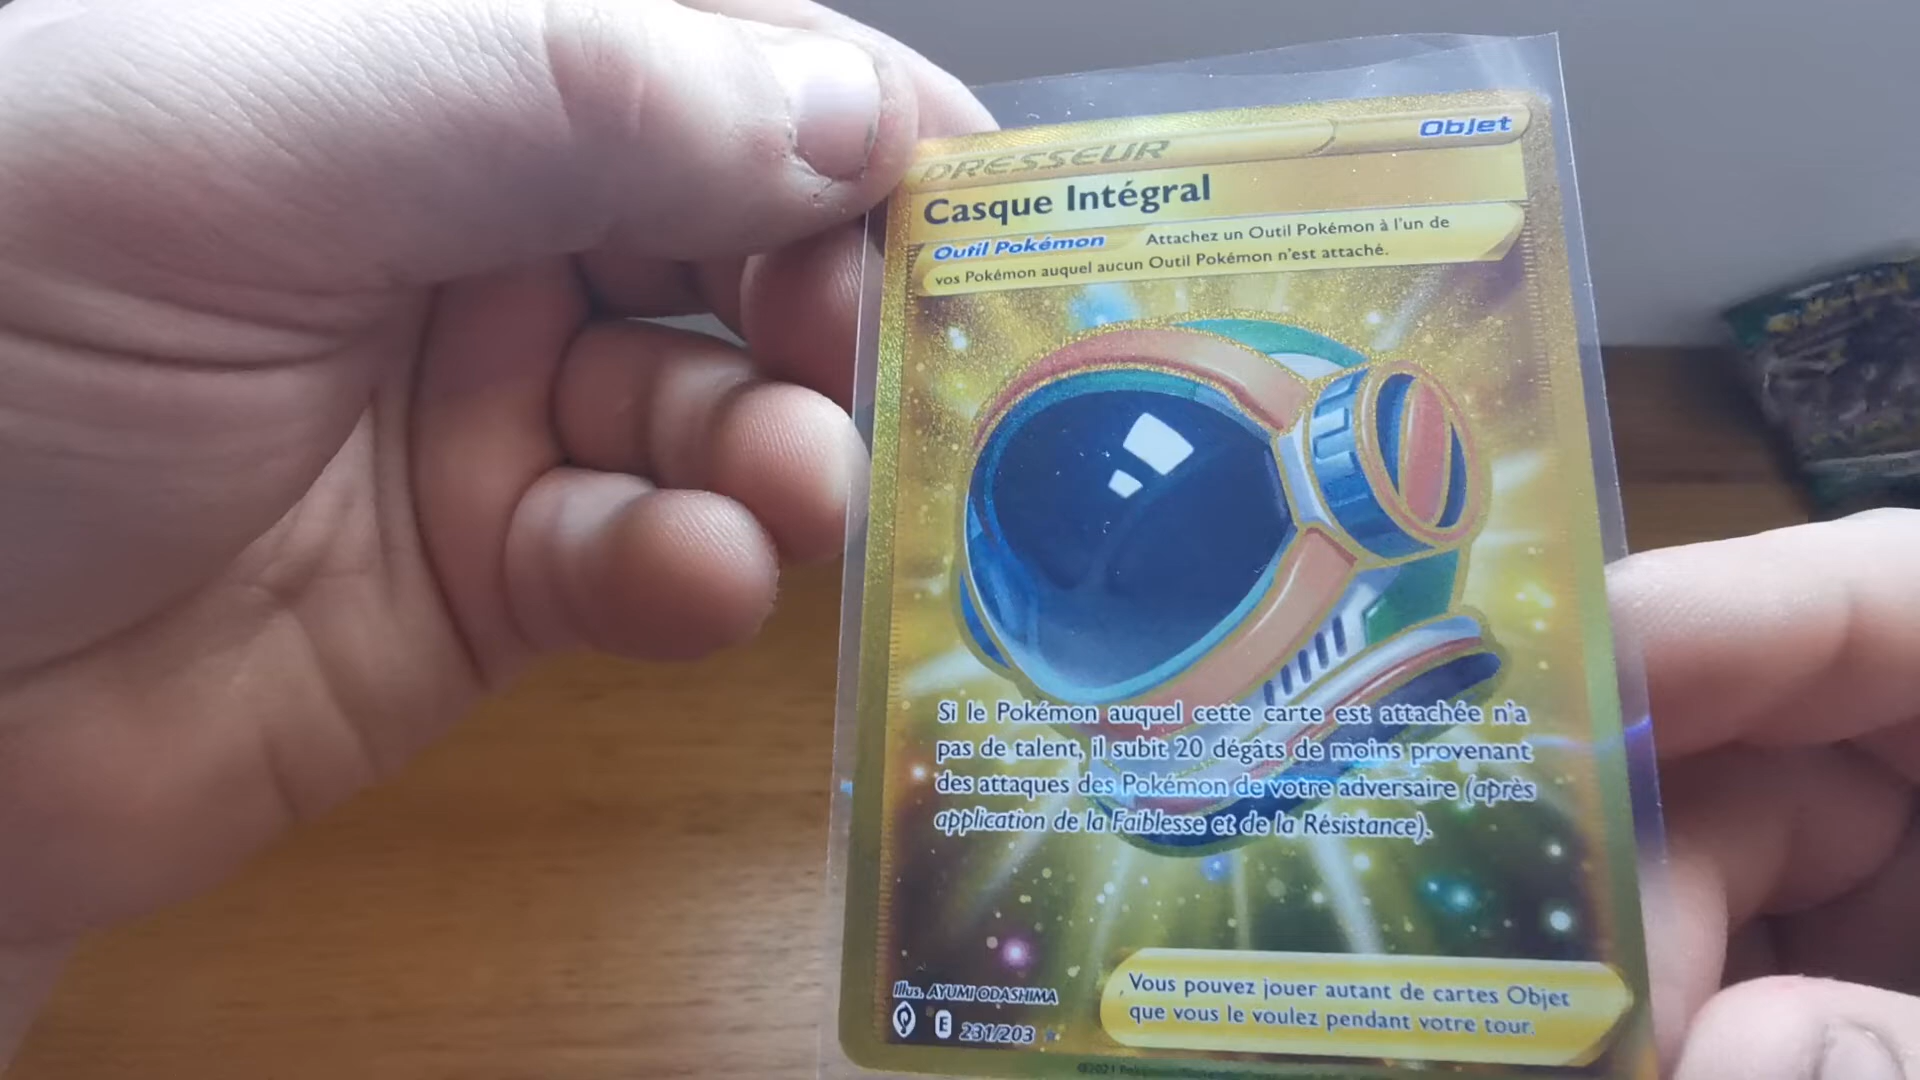 DRESSEUR
Objet
Casque Intégral
Outil Pokémon Attachez un Outil Pokémon à l'un de
vos Pokémon auquel aucun Outil Pokémon n'est attaché.
Si le Pokémon auquel cette carte est attachée n'a
pas de talent, il subit 20 dégâts de moins provenant
des attaques des Pokémon de votre adversaire (après
application de la Faiblesse et de la Résistance).
Vous pouvez jouer autant de cartes Objet
que vous le voulez pendant votre tour.
Illus. AYUMI ODASHIMA
E 231/203
©2021 Pokémon